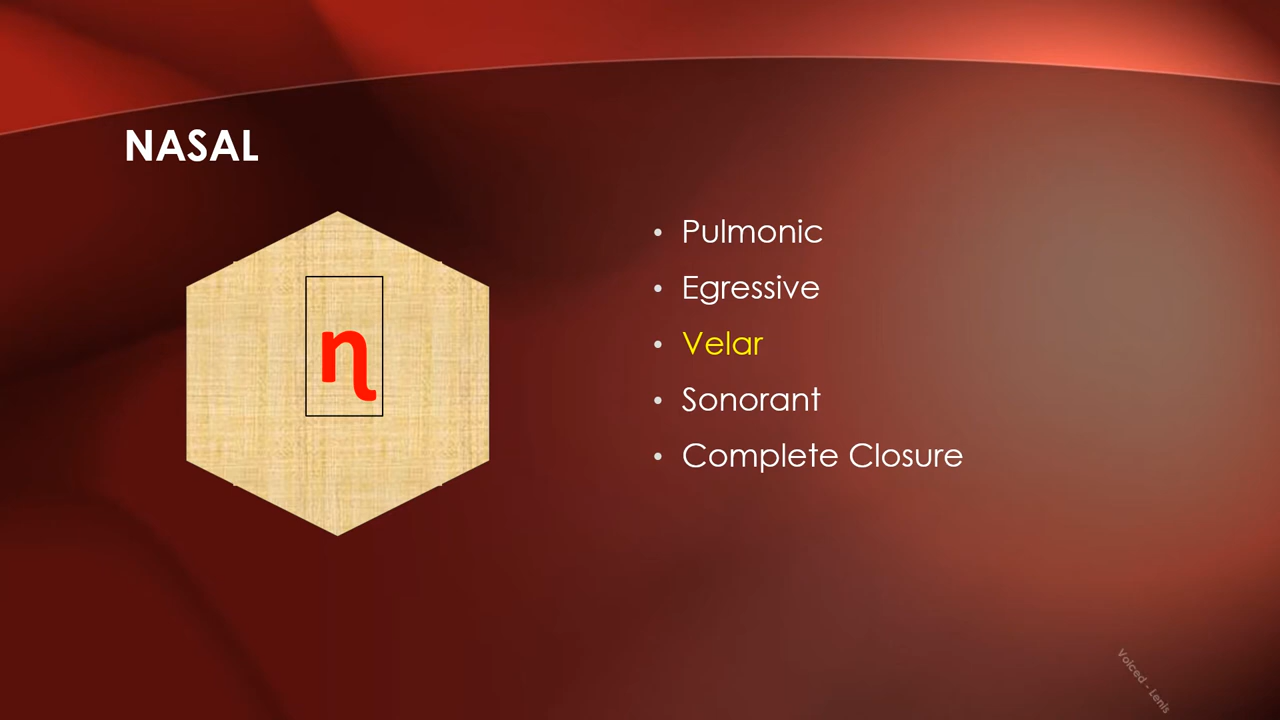 NASAL
ɳ
• Pulmonic
• Egressive
• Velar
• Sonorant
• Complete Closure
Voiced - Lenis